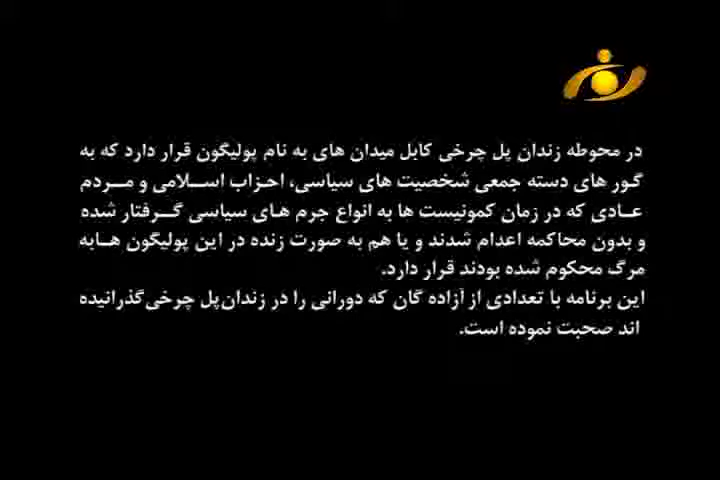 در محوطه زندان پل چرخی کابل میدان های به نام پولیگون قرار دارد که به
گور های دسته جمعی شخصیت های سیاسی، احزاب اسلامی و مردم
عادی که در زمان کمونیست ها به انواع جرم های سیاسی گرفتار شده
و بدون محاکمه اعدام شدند و یا هم به صورت زنده در این پولیگون هابه
مرگ محکوم شده بودند قرار دارد.
این برنامه با تعدادی از آزاده گان که دورانی را در زندان‌پل چرخی‌گذرانیده
اند صحبت نموده است.